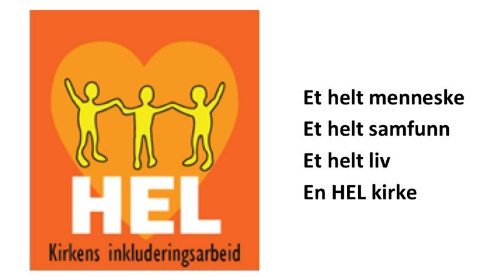 HEL
Kirkens inkluderingsarbeid
Et helt menneske
Et helt samfunn
Et helt liv
En HEL kirke